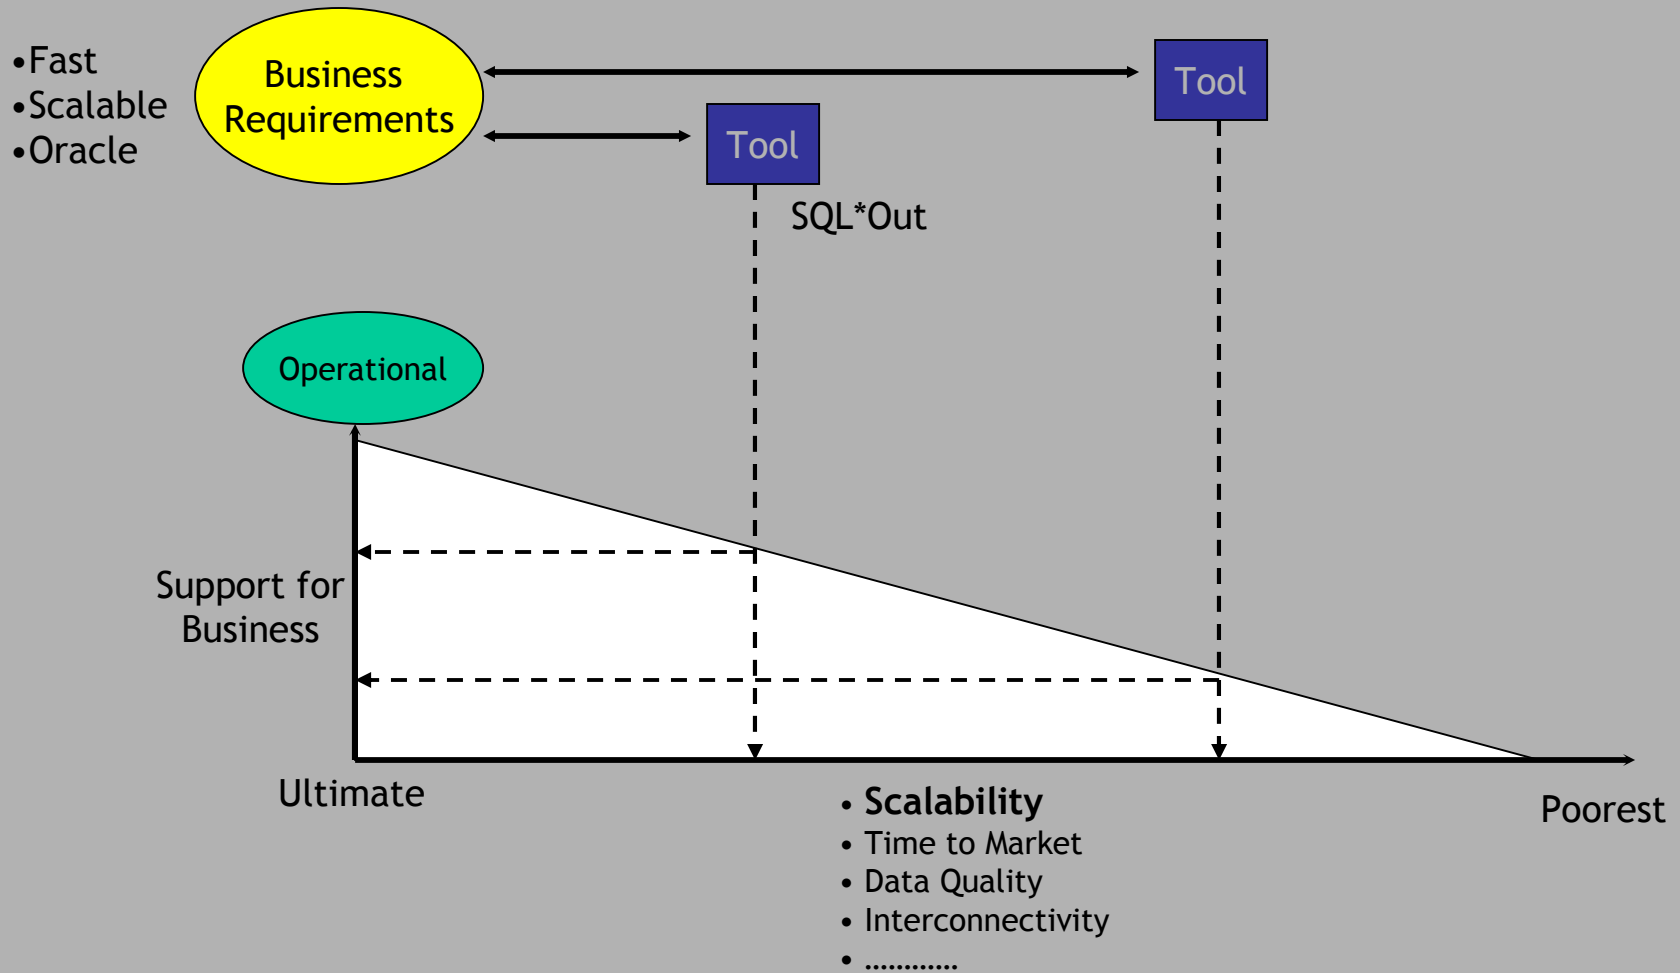 •Fast
•Scalable
•Oracle
Business
Requirements
Tool
Tool
SQL*Out
Operational
Support for
Business
Ultimate
Poorest
• Scalability
• Time to Market
• Data Quality
• Interconnectivity
• ............